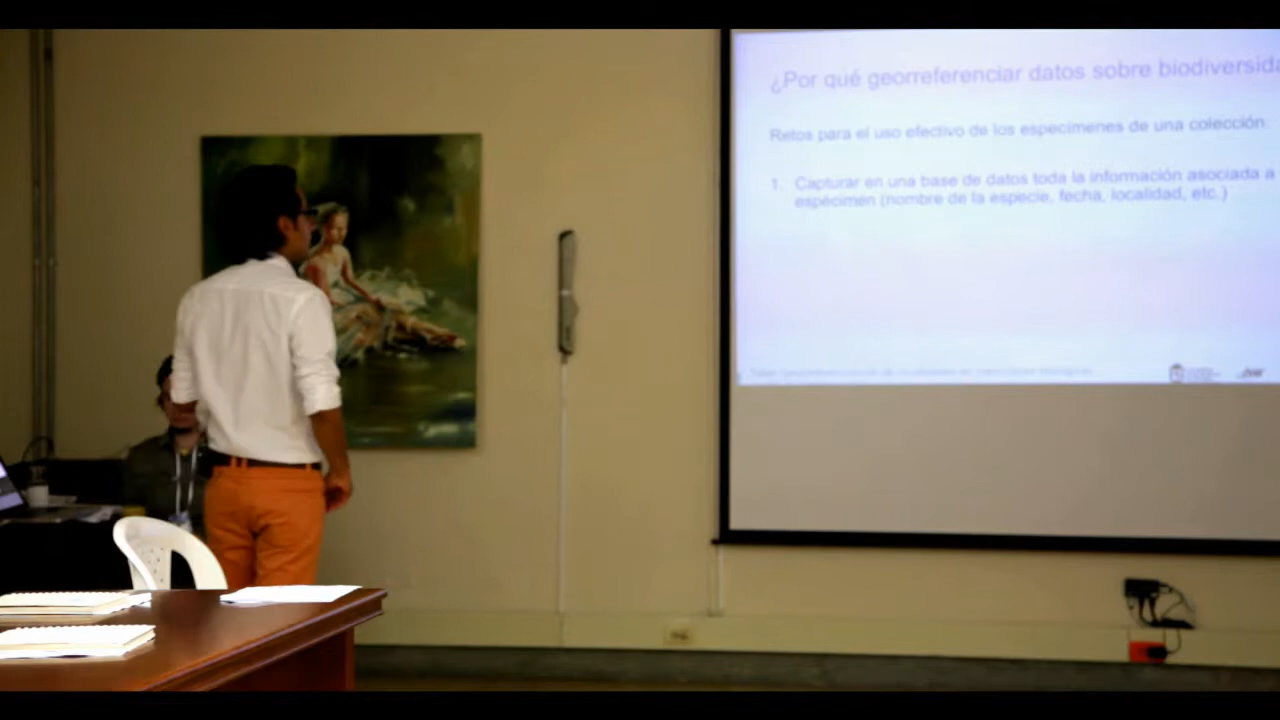 ¿Por qué georreferenciar datos sobre biodiversida
Retos para el uso efectivo de los especímenes de una colección
1. Capturar en una base de datos toda la información asociada a
espécimen (nombre de la especie, fecha, localidad, etc.)